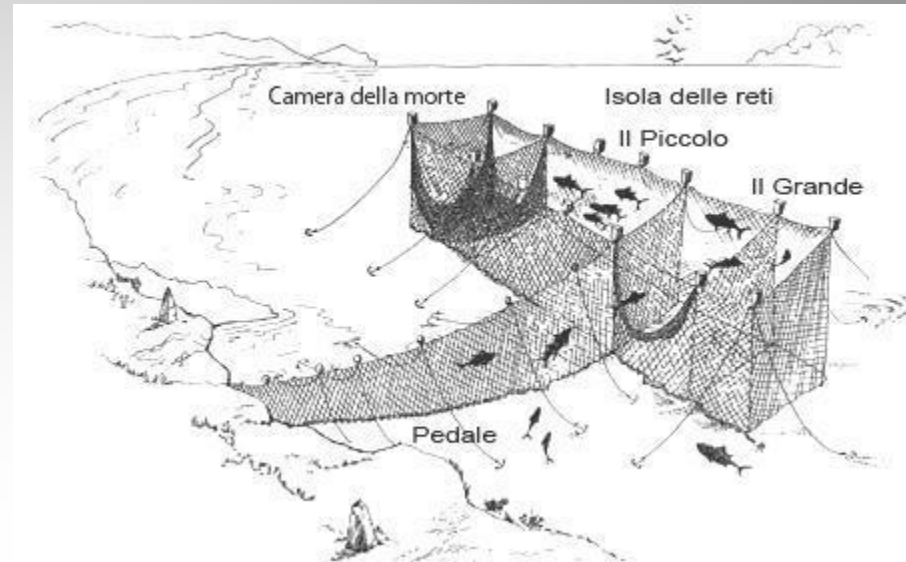 Camera della morte
Isola delle reti
Il Piccolo
Il Grande
Pedale